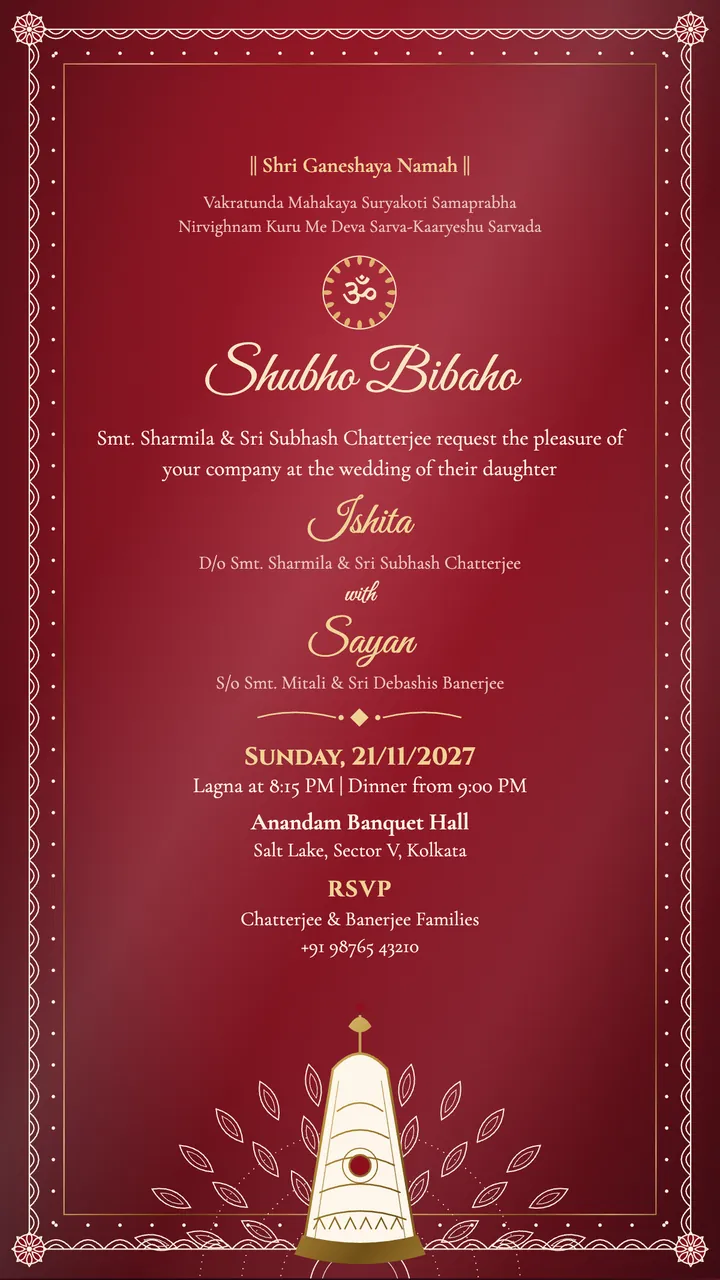 || Shri Ganeshaya Namah ||
Vakratunda Mahakaya Suryakoti Samaprabha
Nirvighnam Kuru Me Deva Sarva-Kaaryeshu Sarvada
ॐ
Shubho Bibaho
Smt. Sharmila & Sri Subhash Chatterjee request the pleasure of
your company at the wedding of their daughter
Ishita
D/o Smt. Sharmila & Sri Subhash Chatterjee
with
Sayan
S/o Smt. Mitali & Sri Debashis Banerjee
Sunday, 21/11/2027
Lagna at 8:15 PM | Dinner from 9:00 PM
Anandam Banquet Hall
Salt Lake, Sector V, Kolkata
RSVP
Chatterjee & Banerjee Families
+91 98765 43210